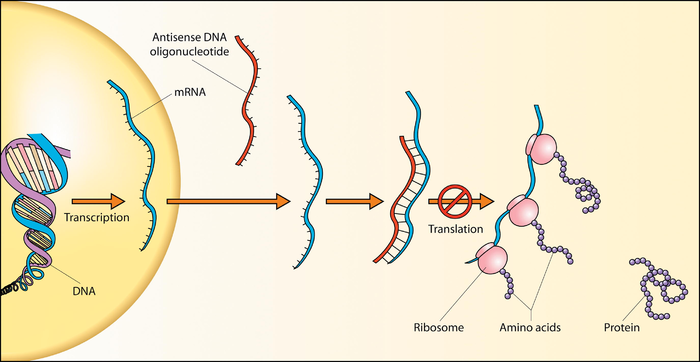 Antisense DNA
oligonucleotide
mRNA
Transcription
Translation
DNA
Ribosome
Amino acids
Protein